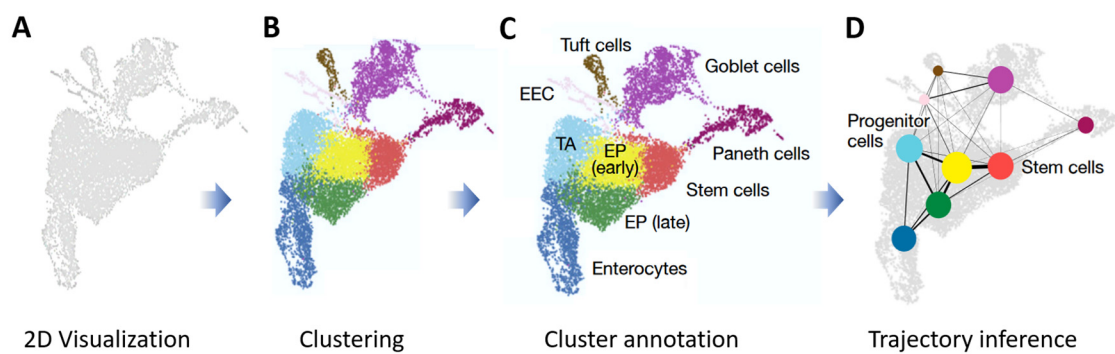 A
B
C
D
Tuft cells
Goblet cells
EEC
TA
EP
(early)
Paneth cells
Stem cells
EP (late)
Enterocytes
Progenitor
cells
Stem cells
2D Visualization
Clustering
Cluster annotation
Trajectory inference